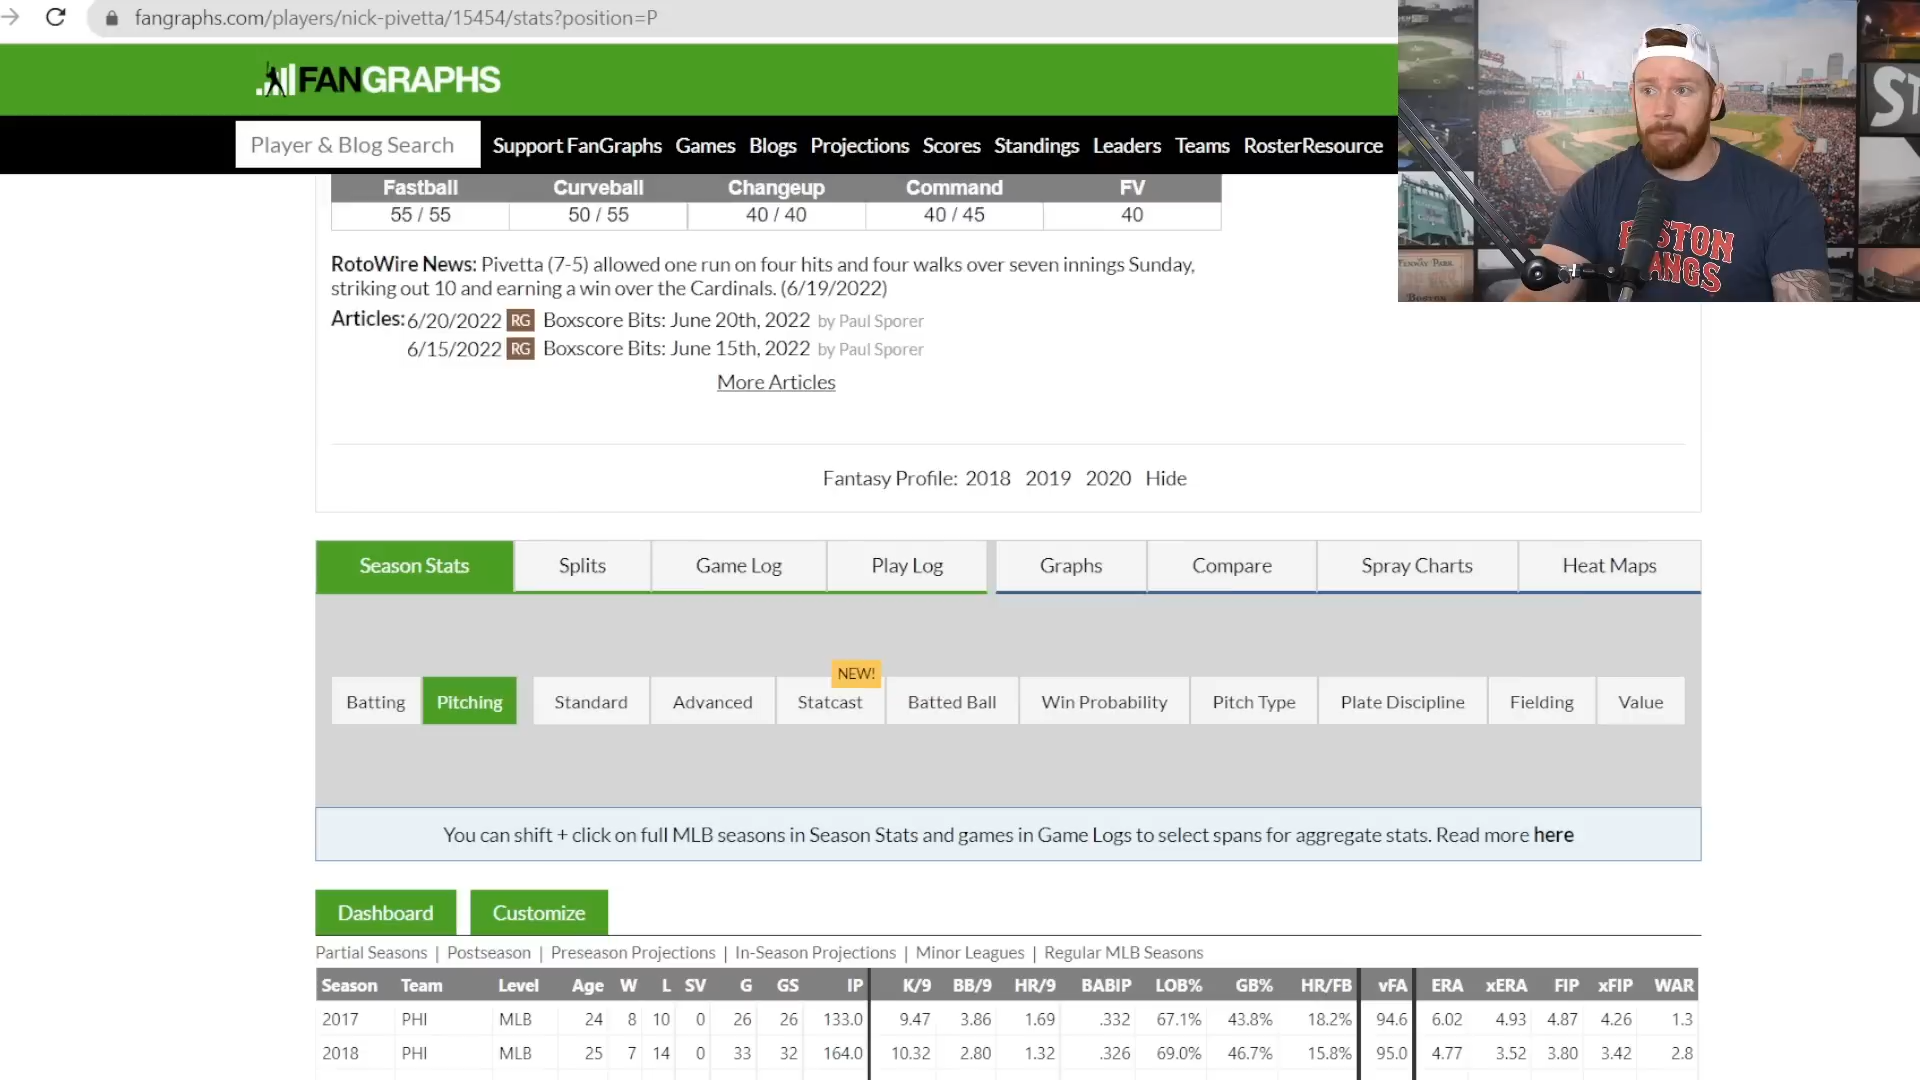 fangraphs.com/players/nick-pivetta/15454/stats?position=P
FANGRAPHS
Player & Blog Search Support FanGraphs Games Blogs Projections Scores Standings Leaders Teams RosterResource
Fastball Curveball Changeup Command FV
55 / 55 50 / 55 40 / 40 40 / 45 40
RotoWire News: Pivetta (7-5) allowed one run on four hits and four walks over seven innings Sunday,
striking out 10 and earning a win over the Cardinals. (6/19/2022)
Articles: 6/20/2022 RG Boxscore Bits: June 20th, 2022 by Paul Sporer
6/15/2022 RG Boxscore Bits: June 15th, 2022 by Paul Sporer
More Articles
Fantasy Profile: 2018 2019 2020 Hide
Season Stats Splits Game Log Play Log Graphs Compare Spray Charts Heat Maps
NEW!
Batting Pitching Standard Advanced Statcast Batted Ball Win Probability Pitch Type Plate Discipline Fielding Value
You can shift + click on full MLB seasons in Season Stats and games in Game Logs to select spans for aggregate stats. Read more here
Dashboard Customize
Partial Seasons | Postseason | Preseason Projections | In-Season Projections | Minor Leagues | Regular MLB Seasons
Season Team Level Age W L SV G GS IP K/9 BB/9 HR/9 BABIP LOB% GB% HR/FB vFA ERA xERA FIP xFIP WAR
2017 PHI MLB 24 8 10 0 26 26 133.0 9.47 3.86 1.69 .332 67.1% 43.8% 18.2% 94.6 6.02 4.93 4.87 4.26 1.3
2018 PHI MLB 25 7 14 0 33 32 164.0 10.32 2.80 1.32 .326 69.0% 46.7% 15.8% 95.0 4.77 3.52 3.80 3.42 2.8